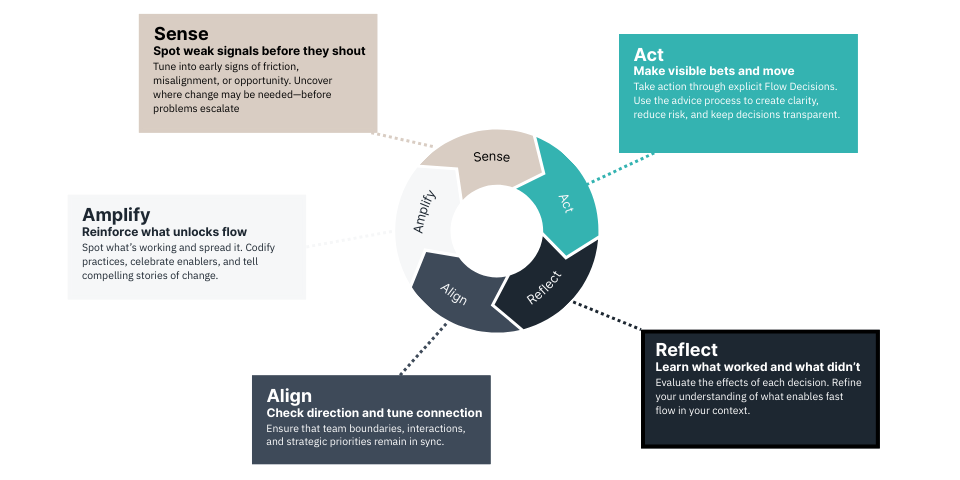 Sense
Spot weak signals before they shout
Tune into early signs of friction,
misalignment, or opportunity. Uncover
where change may be needed—before
problems escalate
Act
Make visible bets and move
Take action through explicit Flow Decisions.
Use the advice process to create clarity,
reduce risk, and keep decisions transparent.
Sense
Act
Reflect
Align
Amplify
Amplify
Reinforce what unlocks flow
Spot what’s working and spread it. Codify
practices, celebrate enablers, and tell
compelling stories of change.
Reflect
Learn what worked and what didn’t
Evaluate the effects of each decision. Refine
your understanding of what enables fast
flow in your context.
Align
Check direction and tune connection
Ensure that team boundaries, interactions,
and strategic priorities remain in sync.